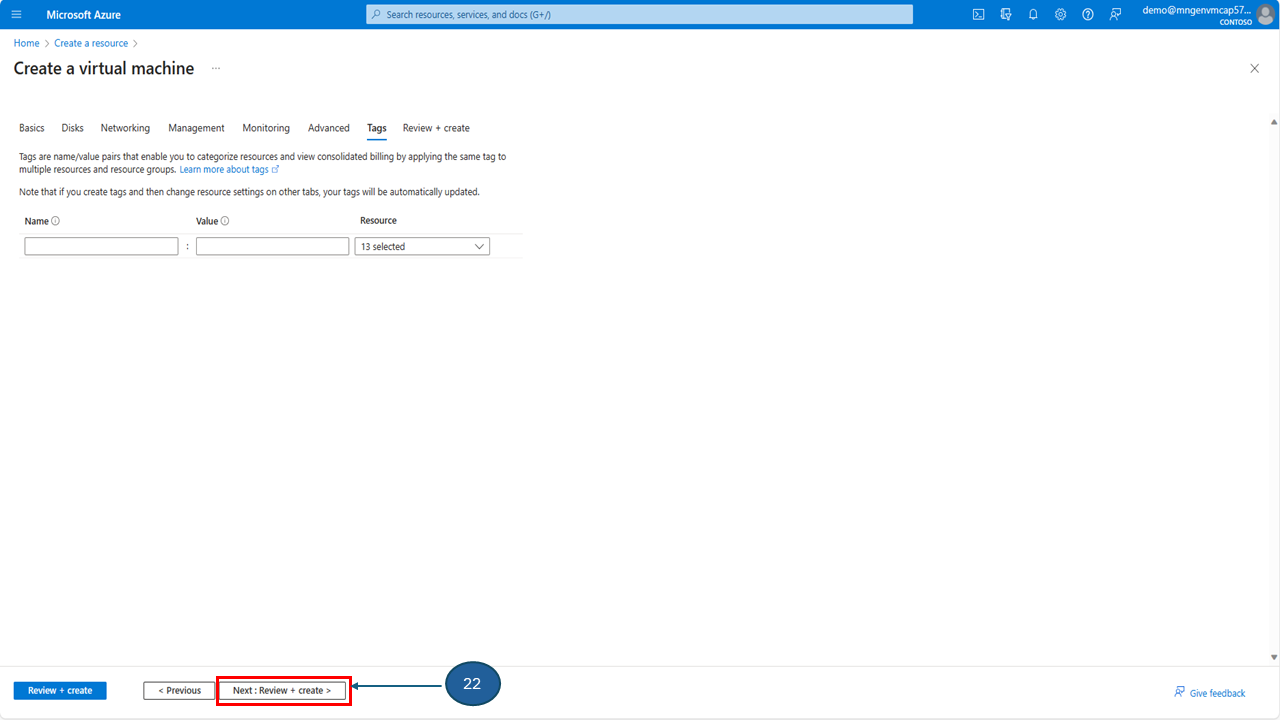 Microsoft Azure
Search resources, services, and docs (G+/)
demo@mngenvmcap57...
CONTOSO
Home > Create a resource >
Create a virtual machine ...
Basics Disks Networking Management Monitoring Advanced Tags Review + create
Tags are name/value pairs that enable you to categorize resources and view consolidated billing by applying the same tag to
multiple resources and resource groups. Learn more about tags
Note that if you create tags and then change resource settings on other tabs, your tags will be automatically updated.
Name Value Resource
: 13 selected
Review + create < Previous Next : Review + create > 22
Give feedback